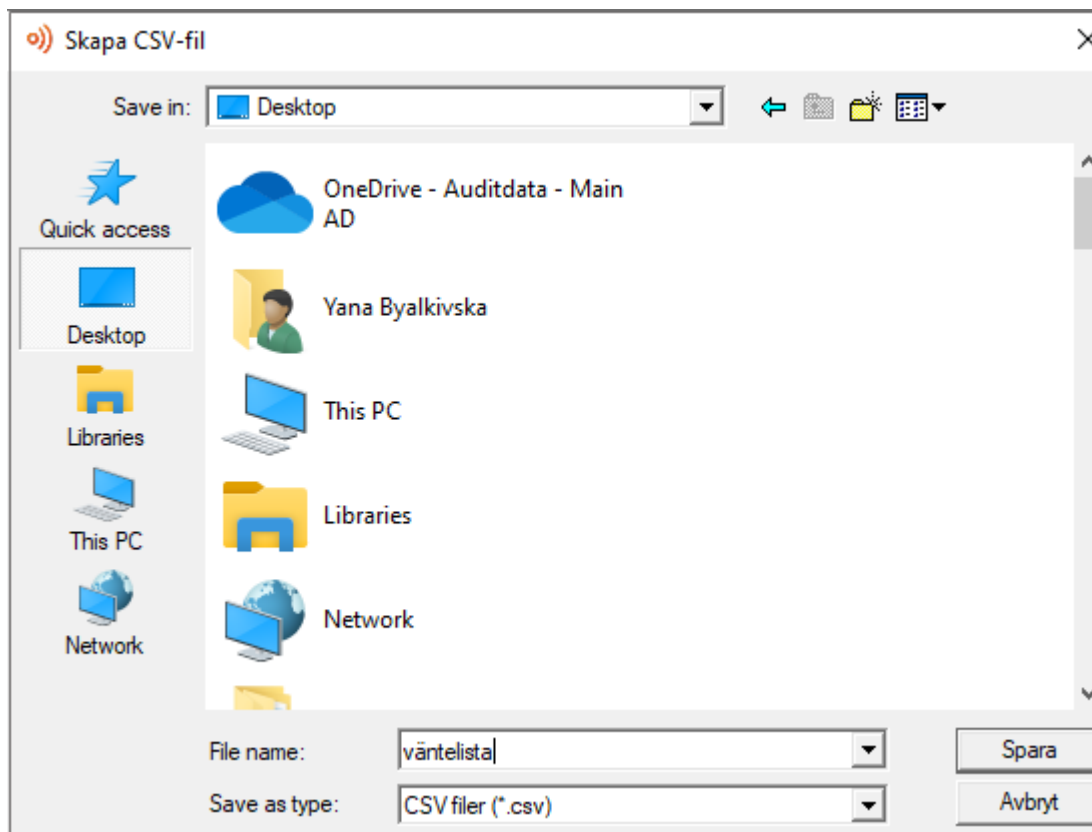 Skapa CSV-fil
Save in:
Desktop
Quick access
Desktop
Libraries
This PC
Network
OneDrive - Auditdata - Main
AD
Yana Byalkivska
This PC
Libraries
Network
File name:
väntelista
Spara
Save as type:
CSV filer (*.csv)
Avbryt